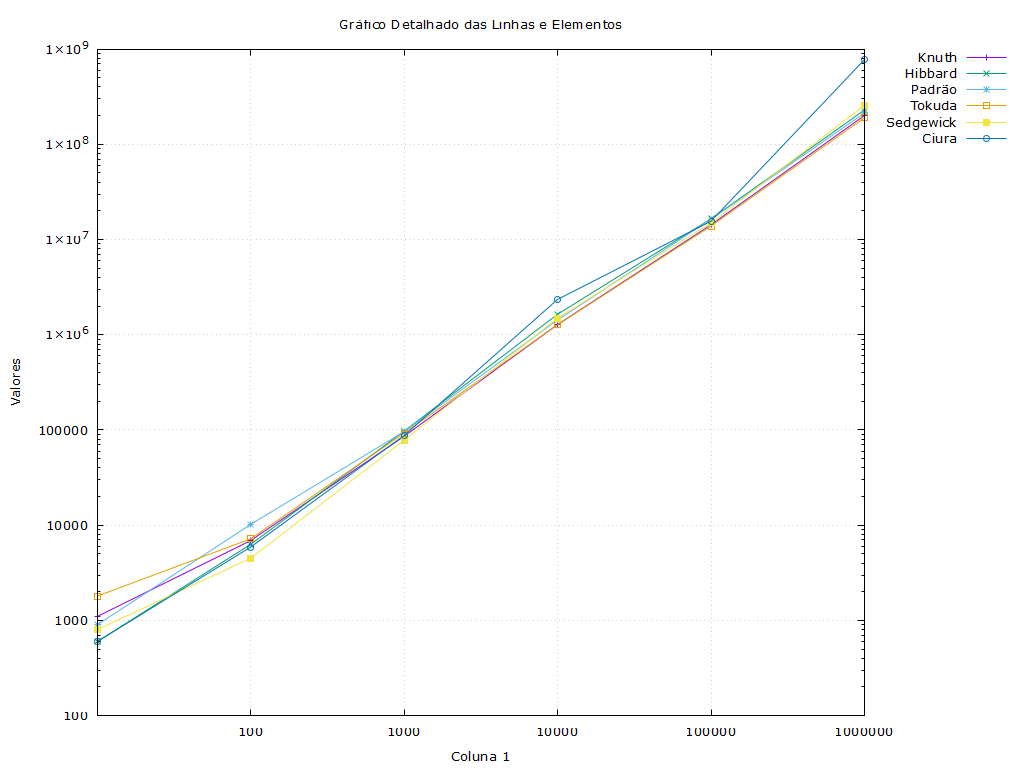 Gráfico Detalhado das Linhas e Elementos
1×10⁹
1×10⁸
1×10⁷
1×10⁶
100000
10000
1000
100
Valores
100 1000 10000 100000 1000000
Coluna 1
Knuth
Hibbard
Padrão
Tokuda
Sedgewick
Ciura